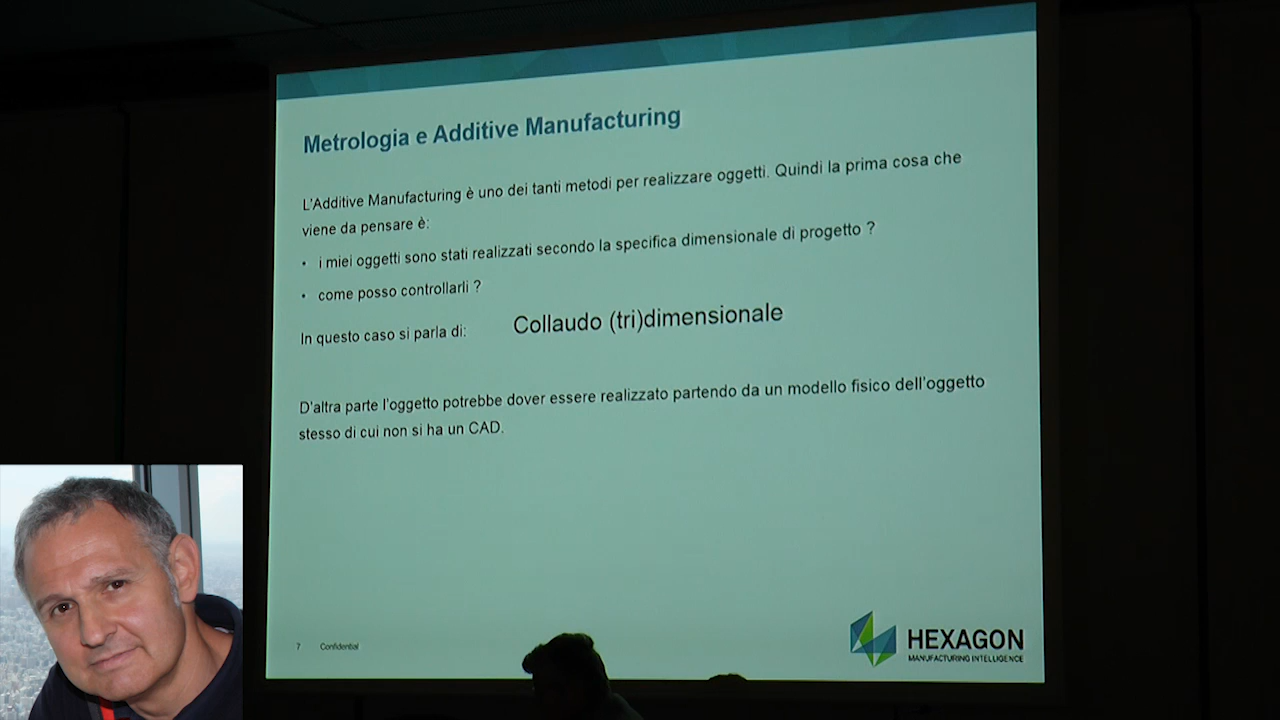 Metrologia e Additive Manufacturing
L'Additive Manufacturing è uno dei tanti metodi per realizzare oggetti. Quindi la prima cosa che
viene da pensare è:
• i miei oggetti sono stati realizzati secondo la specifica dimensionale di progetto ?
• come posso controllarli ?
In questo caso si parla di: Collaudo (tri)dimensionale
D'altra parte l'oggetto potrebbe dover essere realizzato partendo da un modello fisico dell'oggetto
stesso di cui non si ha un CAD.
7 Confidential
HEXAGON
MANUFACTURING INTELLIGENCE